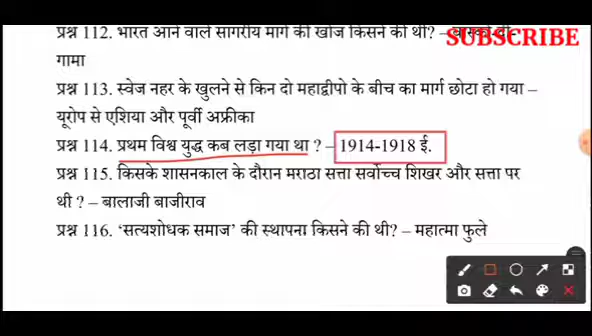 प्रश्न 112. भारत आने वाले सागरीय मार्ग की खोज किसने की थी? – वास्को-दी-
SUBSCRIBE
गामा
प्रश्न 113. स्वेज नहर के खुलने से किन दो महाद्वीपो के बीच का मार्ग छोटा हो गया –
यूरोप से एशिया और पूर्वी अफ्रीका
प्रश्न 114. प्रथम विश्व युद्ध कब लड़ा गया था ? – 1914-1918 ई.
प्रश्न 115. किसके शासनकाल के दौरान मराठा सत्ता सर्वोच्च शिखर और सत्ता पर
थी ? – बालाजी बाजीराव
प्रश्न 116. ‘सत्यशोधक समाज’ की स्थापना किसने की थी? – महात्मा फुले